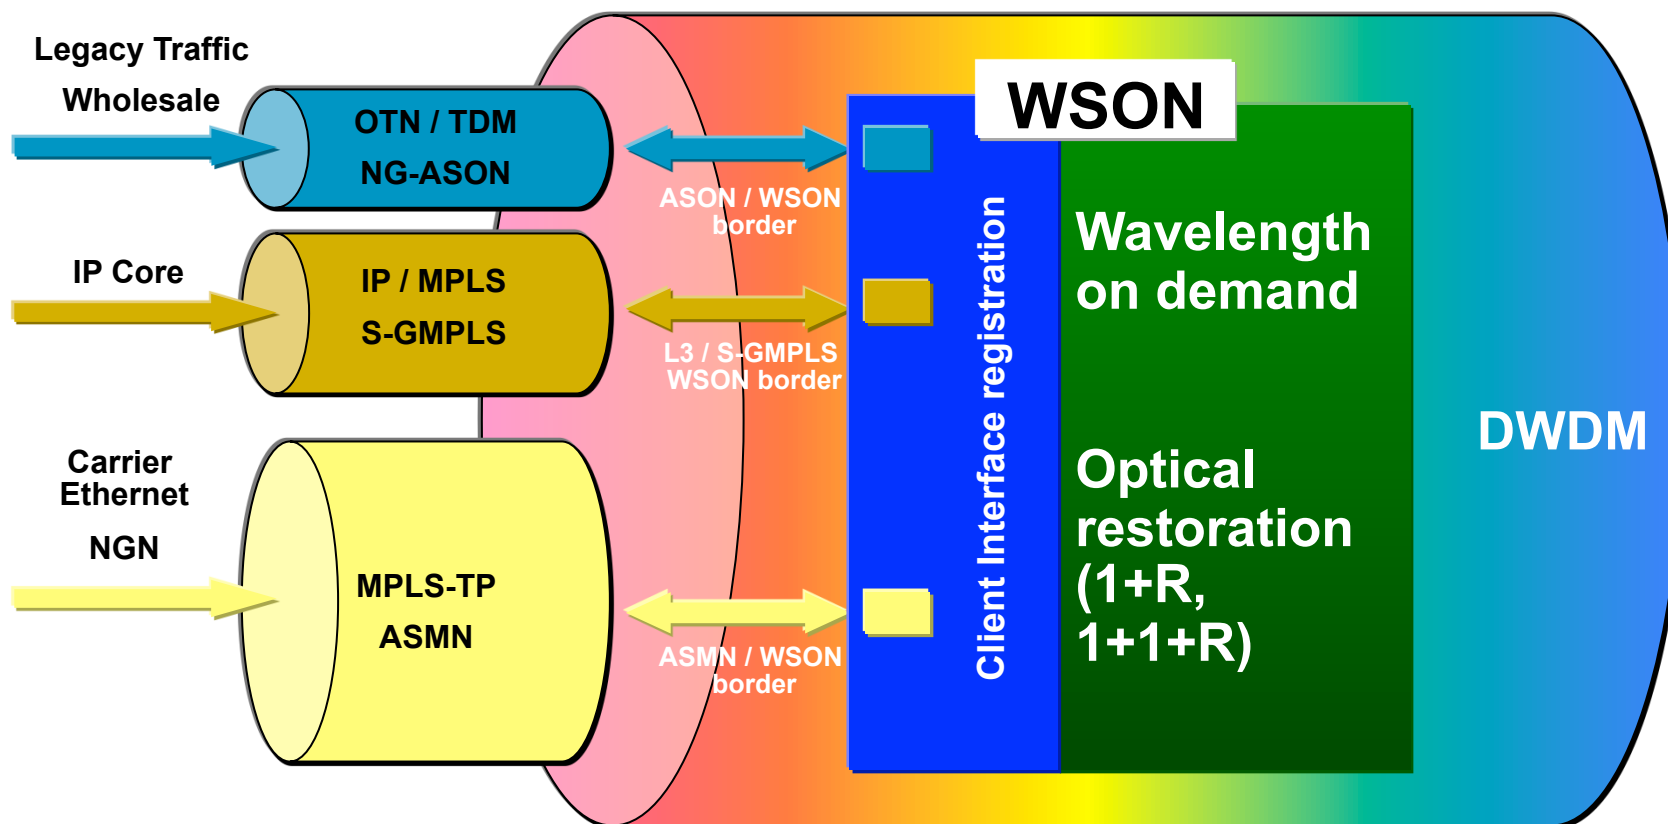 Legacy Traffic
Wholesale
OTN / TDM
NG-ASON
ASON / WSON
border
IP Core
IP / MPLS
S-GMPLS
L3 / S-GMPLS
WSON border
Carrier
Ethernet
NGN
MPLS-TP
ASMN
ASMN / WSON
border
WSON
Client Interface registration
Wavelength
on demand
Optical
restoration
(1+R,
1+1+R)
DWDM